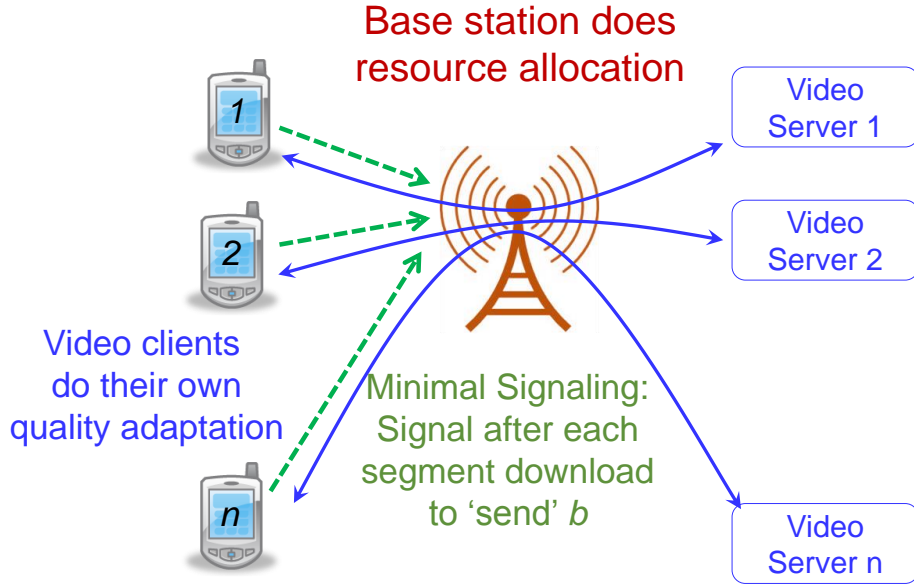 Base station does
resource allocation
1
Video
Server 1
2
Video
Server 2
Video clients
do their own
quality adaptation
Minimal Signaling:
Signal after each
segment download
to ‘send’ b
n
Video
Server n